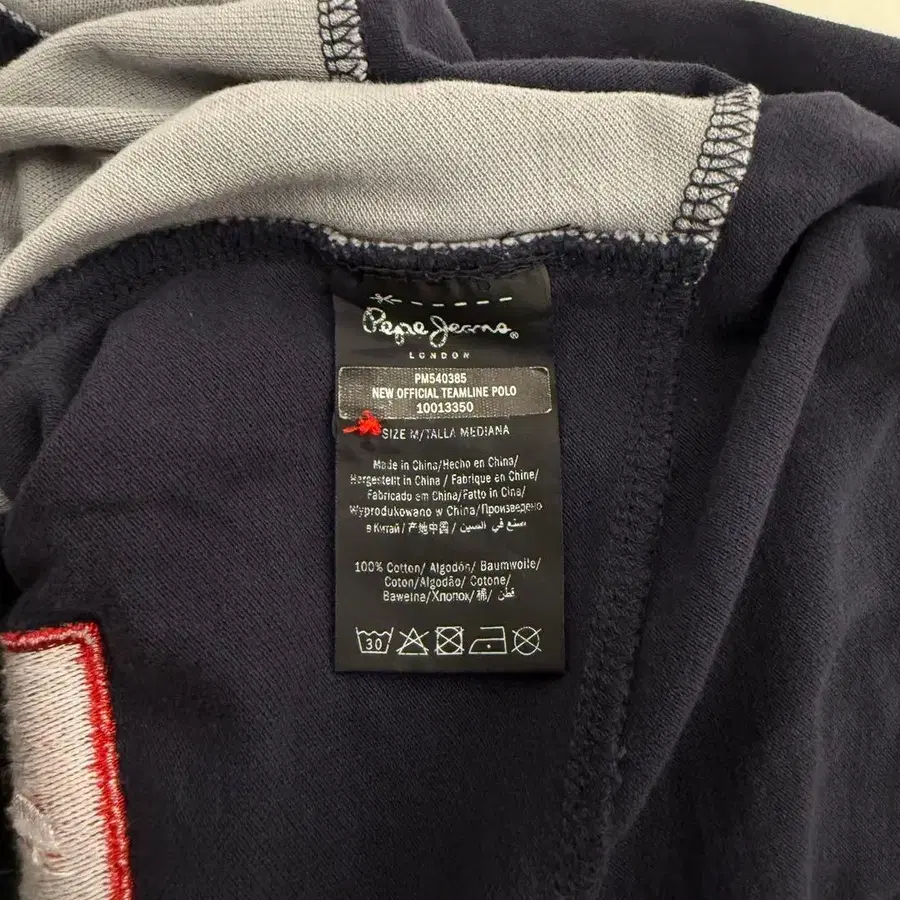 Pepe Jeans®
LONDON
PM540385
NEW OFFICIAL TEAMLINE POLO
10013350
SIZE M/TALLA MEDIANA
Made in China/Hecho en China/
Hergestellt in China / Fabrique en Chine/
Fabricado em China/Fatto in Cina/
Wyprodukowano w China/Произведено
в Китай/产地中国/ صنع في الصين
100% Cotton/ Algodón/ Baumwolle/
Coton/Algodão/ Cotone/
Bawelna/Хлопок/棉/ قطن
30